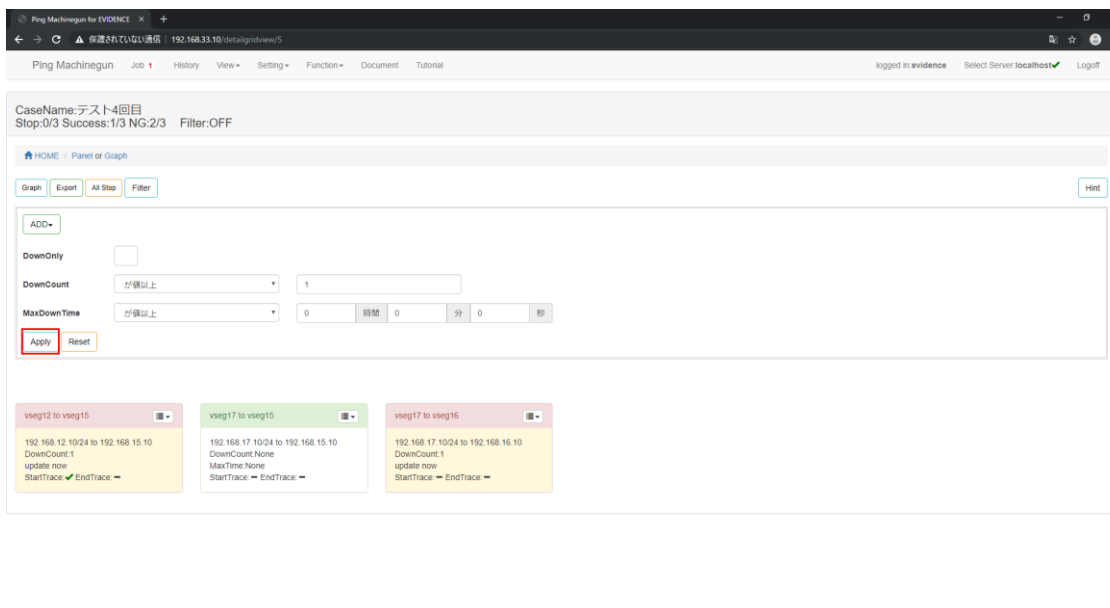 Ping Machinegun for EVIDENCE × +
保護されていない通信 | 192.168.33.10/detailgridview/5
Ping Machinegun Job 1 History View Setting Function Document Tutorial logged in:evidence Select Server:localhost Logoff
CaseName:テスト4回目
Stop:0/3 Success:1/3 NG:2/3 Filter:OFF
HOME / Panel or Graph
Graph Export All Stop Filter Hint
ADD
DownOnly
DownCount が値以上 1
MaxDownTime が値以上 0 時間 0 分 0 秒
Apply Reset
vseg12 to vseg15
192.168.12.10/24 to 192.168.15.10
DownCount:1
update now
StartTrace: EndTrace:
vseg17 to vseg15
192.168.17.10/24 to 192.168.15.10
DownCount:None
MaxTime:None
StartTrace: EndTrace:
vseg17 to vseg16
192.168.17.10/24 to 192.168.16.10
DownCount:1
update now
StartTrace: EndTrace: